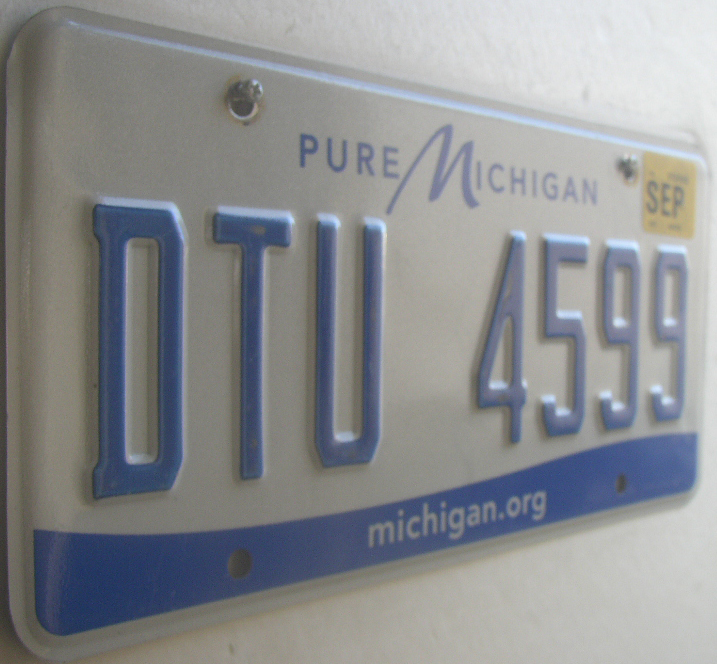 PURE MICHIGAN
SEP
DTU 4599
michigan.org